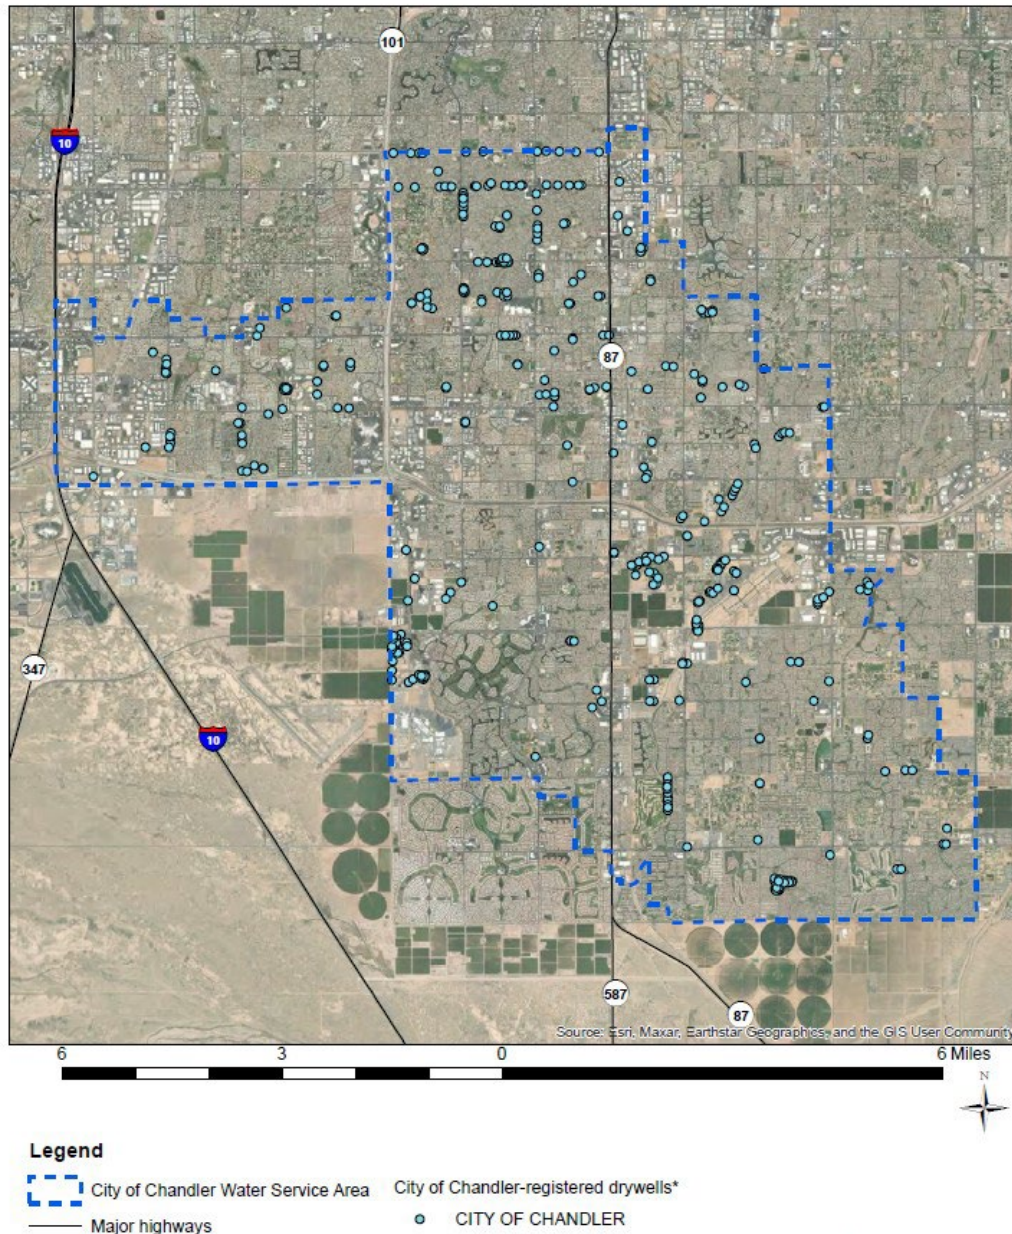 101
10
87
347
10
587
87
Source: Esri, Maxar, Earthstar Geographics, and the GIS User Community
6 3 0 6 Miles
N
Legend
City of Chandler Water Service Area
City of Chandler-registered drywells*
Major highways
CITY OF CHANDLER